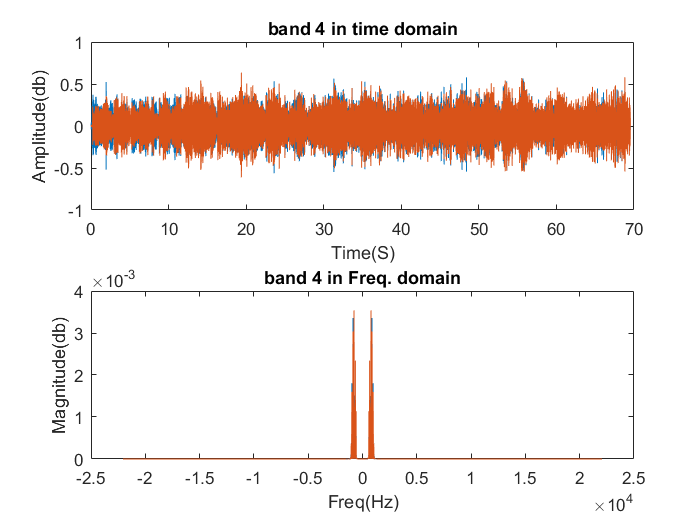 band 4 in time domain
1
0.5
0
-0.5
-1
Amplitude(db)
0 10 20 30 40 50 60 70
Time(S)
×10-3
band 4 in Freq. domain
4
3
2
1
0
Magnitude(db)
-2.5 -2 -1.5 -1 -0.5 0 0.5 1 1.5 2 2.5
Freq(Hz)
×104